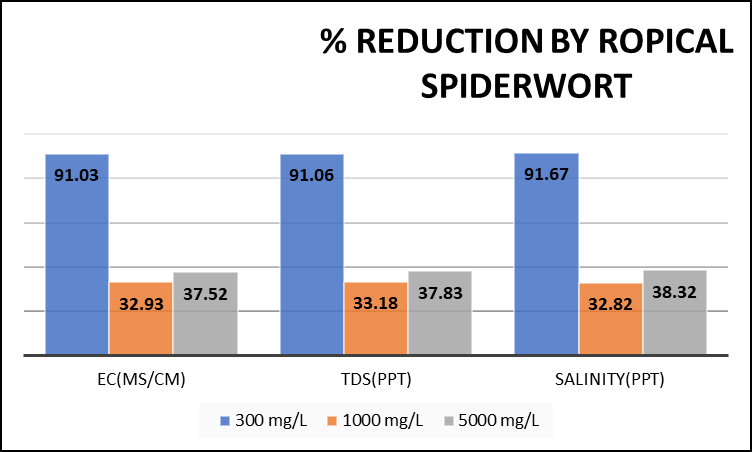 % REDUCTION BY ROPICAL
SPIDERWORT
91.03
91.06
91.67
32.93
37.52
33.18
37.83
32.82
38.32
EC(MS/CM)
TDS(PPT)
SALINITY(PPT)
300 mg/L
1000 mg/L
5000 mg/L